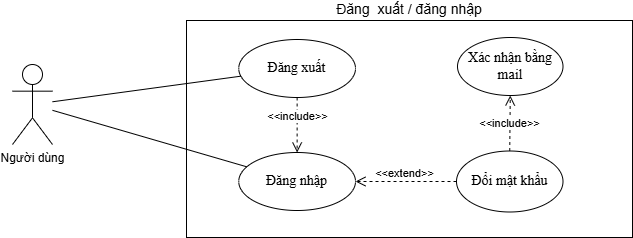 Đăng xuất / đăng nhập
Đăng xuất
Xác nhận bằng
mail
<<include>>
<<include>>
Người dùng
Đăng nhập
<<extend>>
Đổi mật khẩu